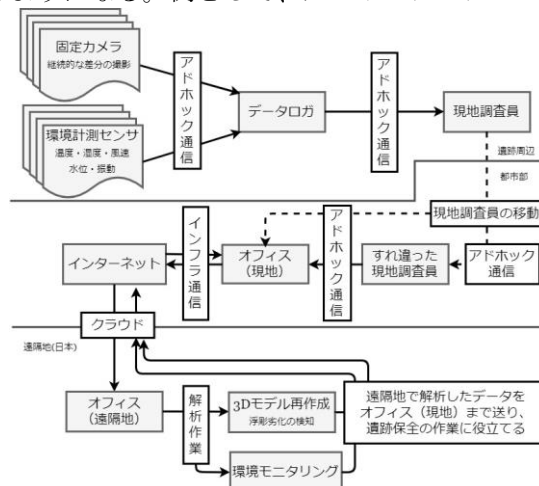 固定カメラ
継続的な差分の撮影
アドホック通信
アドホック通信
データロガ
現地調査員
環境計測センサ
温度・湿度・風速
水位・振動
遺跡周辺
都市部
現地調査員の移動
インフラ通信
アドホック通信
インターネット
オフィス
(現地)
すれ違った
現地調査員
アドホック
通信
クラウド
遠隔地(日本)
オフィス
(遠隔地)
解析作業
3Dモデル再作成
浮彫劣化の検知
環境モニタリング
遠隔地で解析したデータを
オフィス（現地）まで送り、
遺跡保全の作業に役立てる